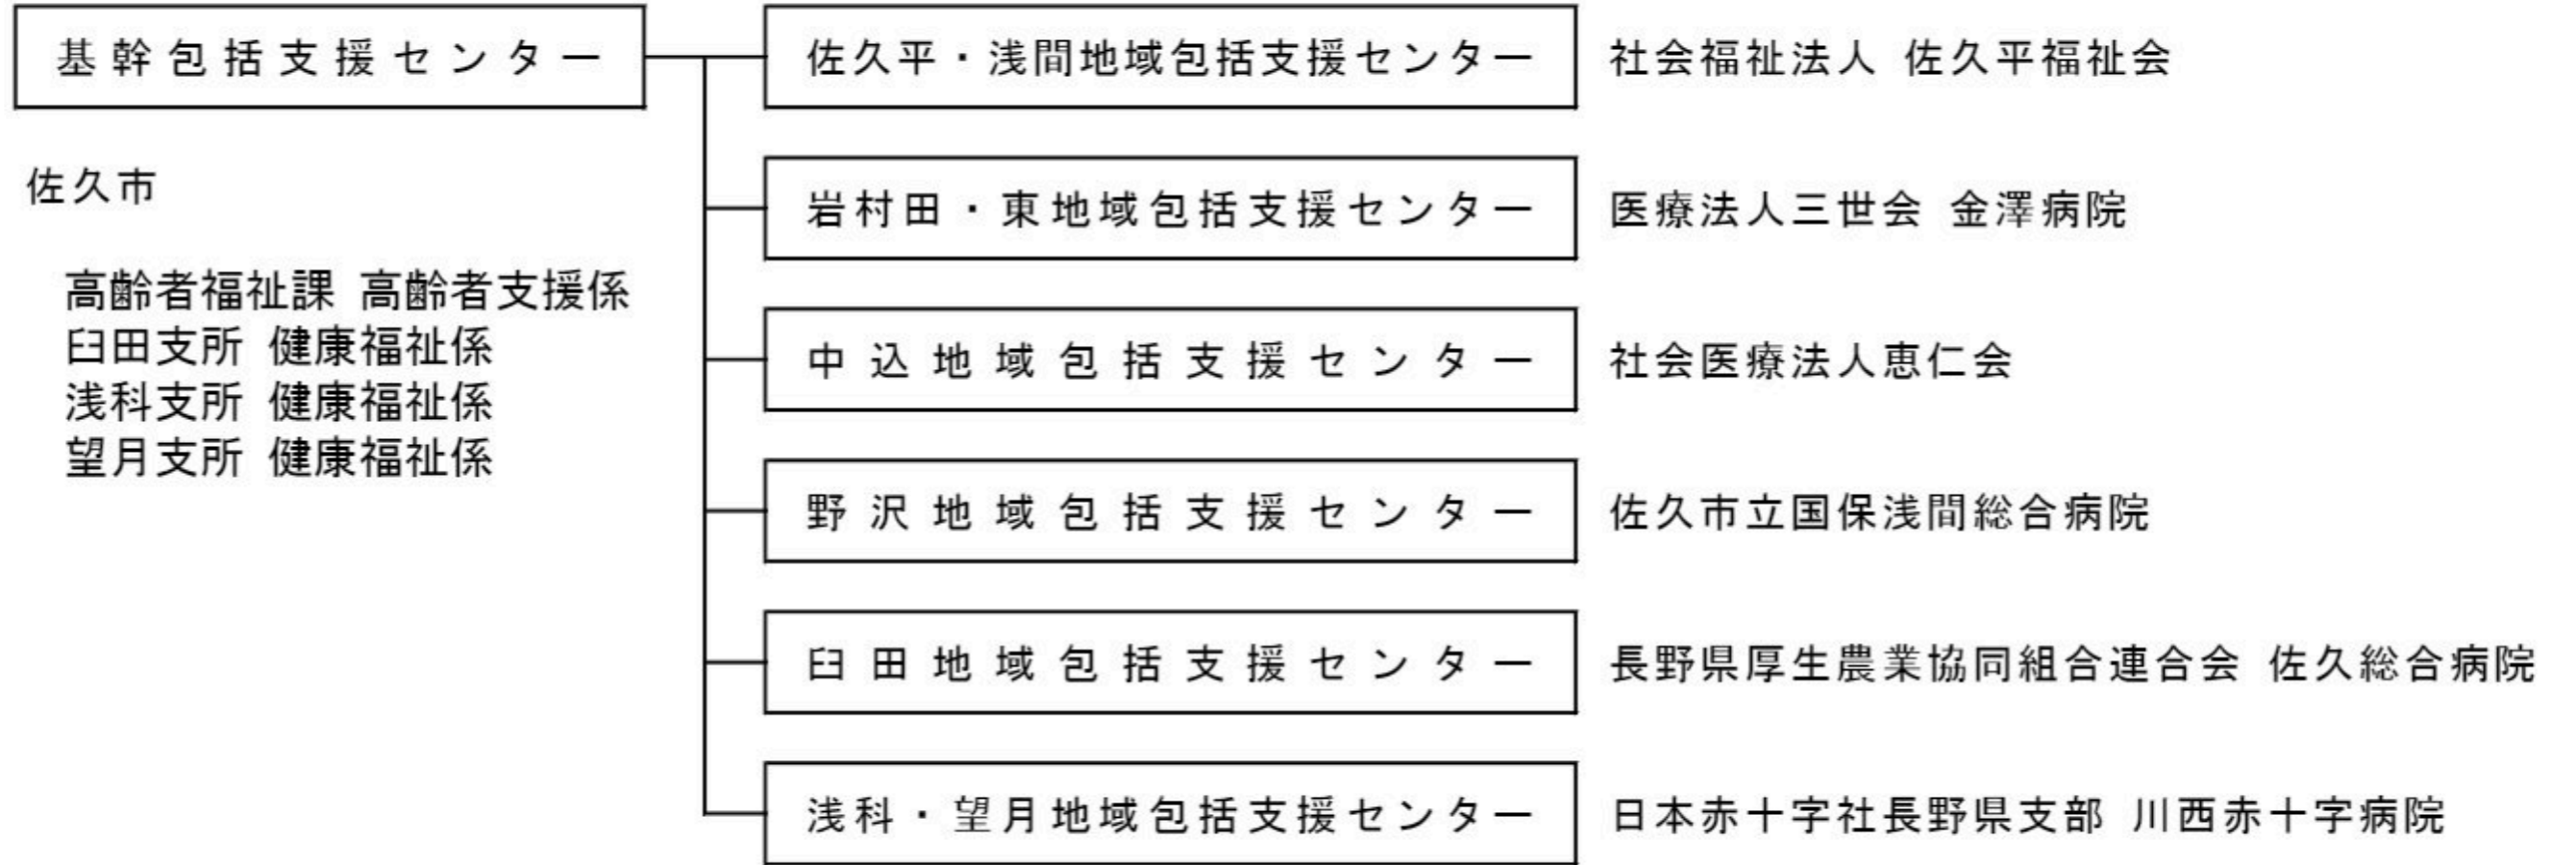 基幹包括支援センター
佐久市
高齢者福祉課 高齢者支援係
臼田支所 健康福祉係
浅科支所 健康福祉係
望月支所 健康福祉係
佐久平・浅間地域包括支援センター 社会福祉法人 佐久平福祉会
岩村田・東地域包括支援センター 医療法人三世会 金澤病院
中込地域包括支援センター 社会医療法人恵仁会
野沢地域包括支援センター 佐久市立国保浅間総合病院
臼田地域包括支援センター 長野県厚生農業協同組合連合会 佐久総合病院
浅科・望月地域包括支援センター 日本赤十字社長野県支部 川西赤十字病院